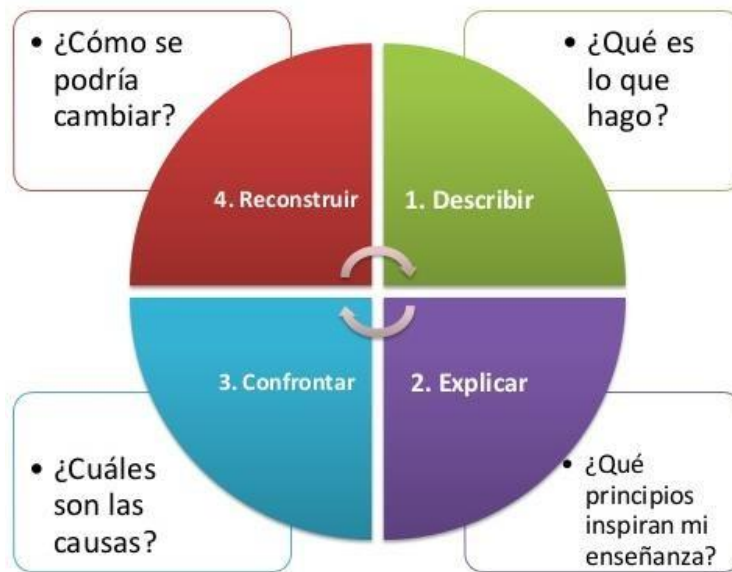 • ¿Cómo se
podría
cambiar?
• ¿Qué es
lo que
hago?
4. Reconstruir
1. Describir
3. Confrontar
2. Explicar
• ¿Cuáles
son las
causas?
• ¿Qué
principios
inspiran mi
enseñanza?